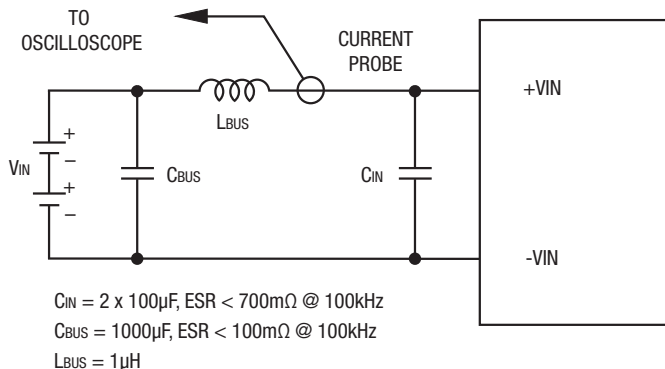 TO
OSCILLOSCOPE
CURRENT
PROBE
+VIN
LBUS
VIN
+
−
+
−
CBUS
CIN
-VIN
CIN = 2 x 100µF, ESR < 700mΩ @ 100kHz
CBUS = 1000µF, ESR < 100mΩ @ 100kHz
LBUS = 1µH